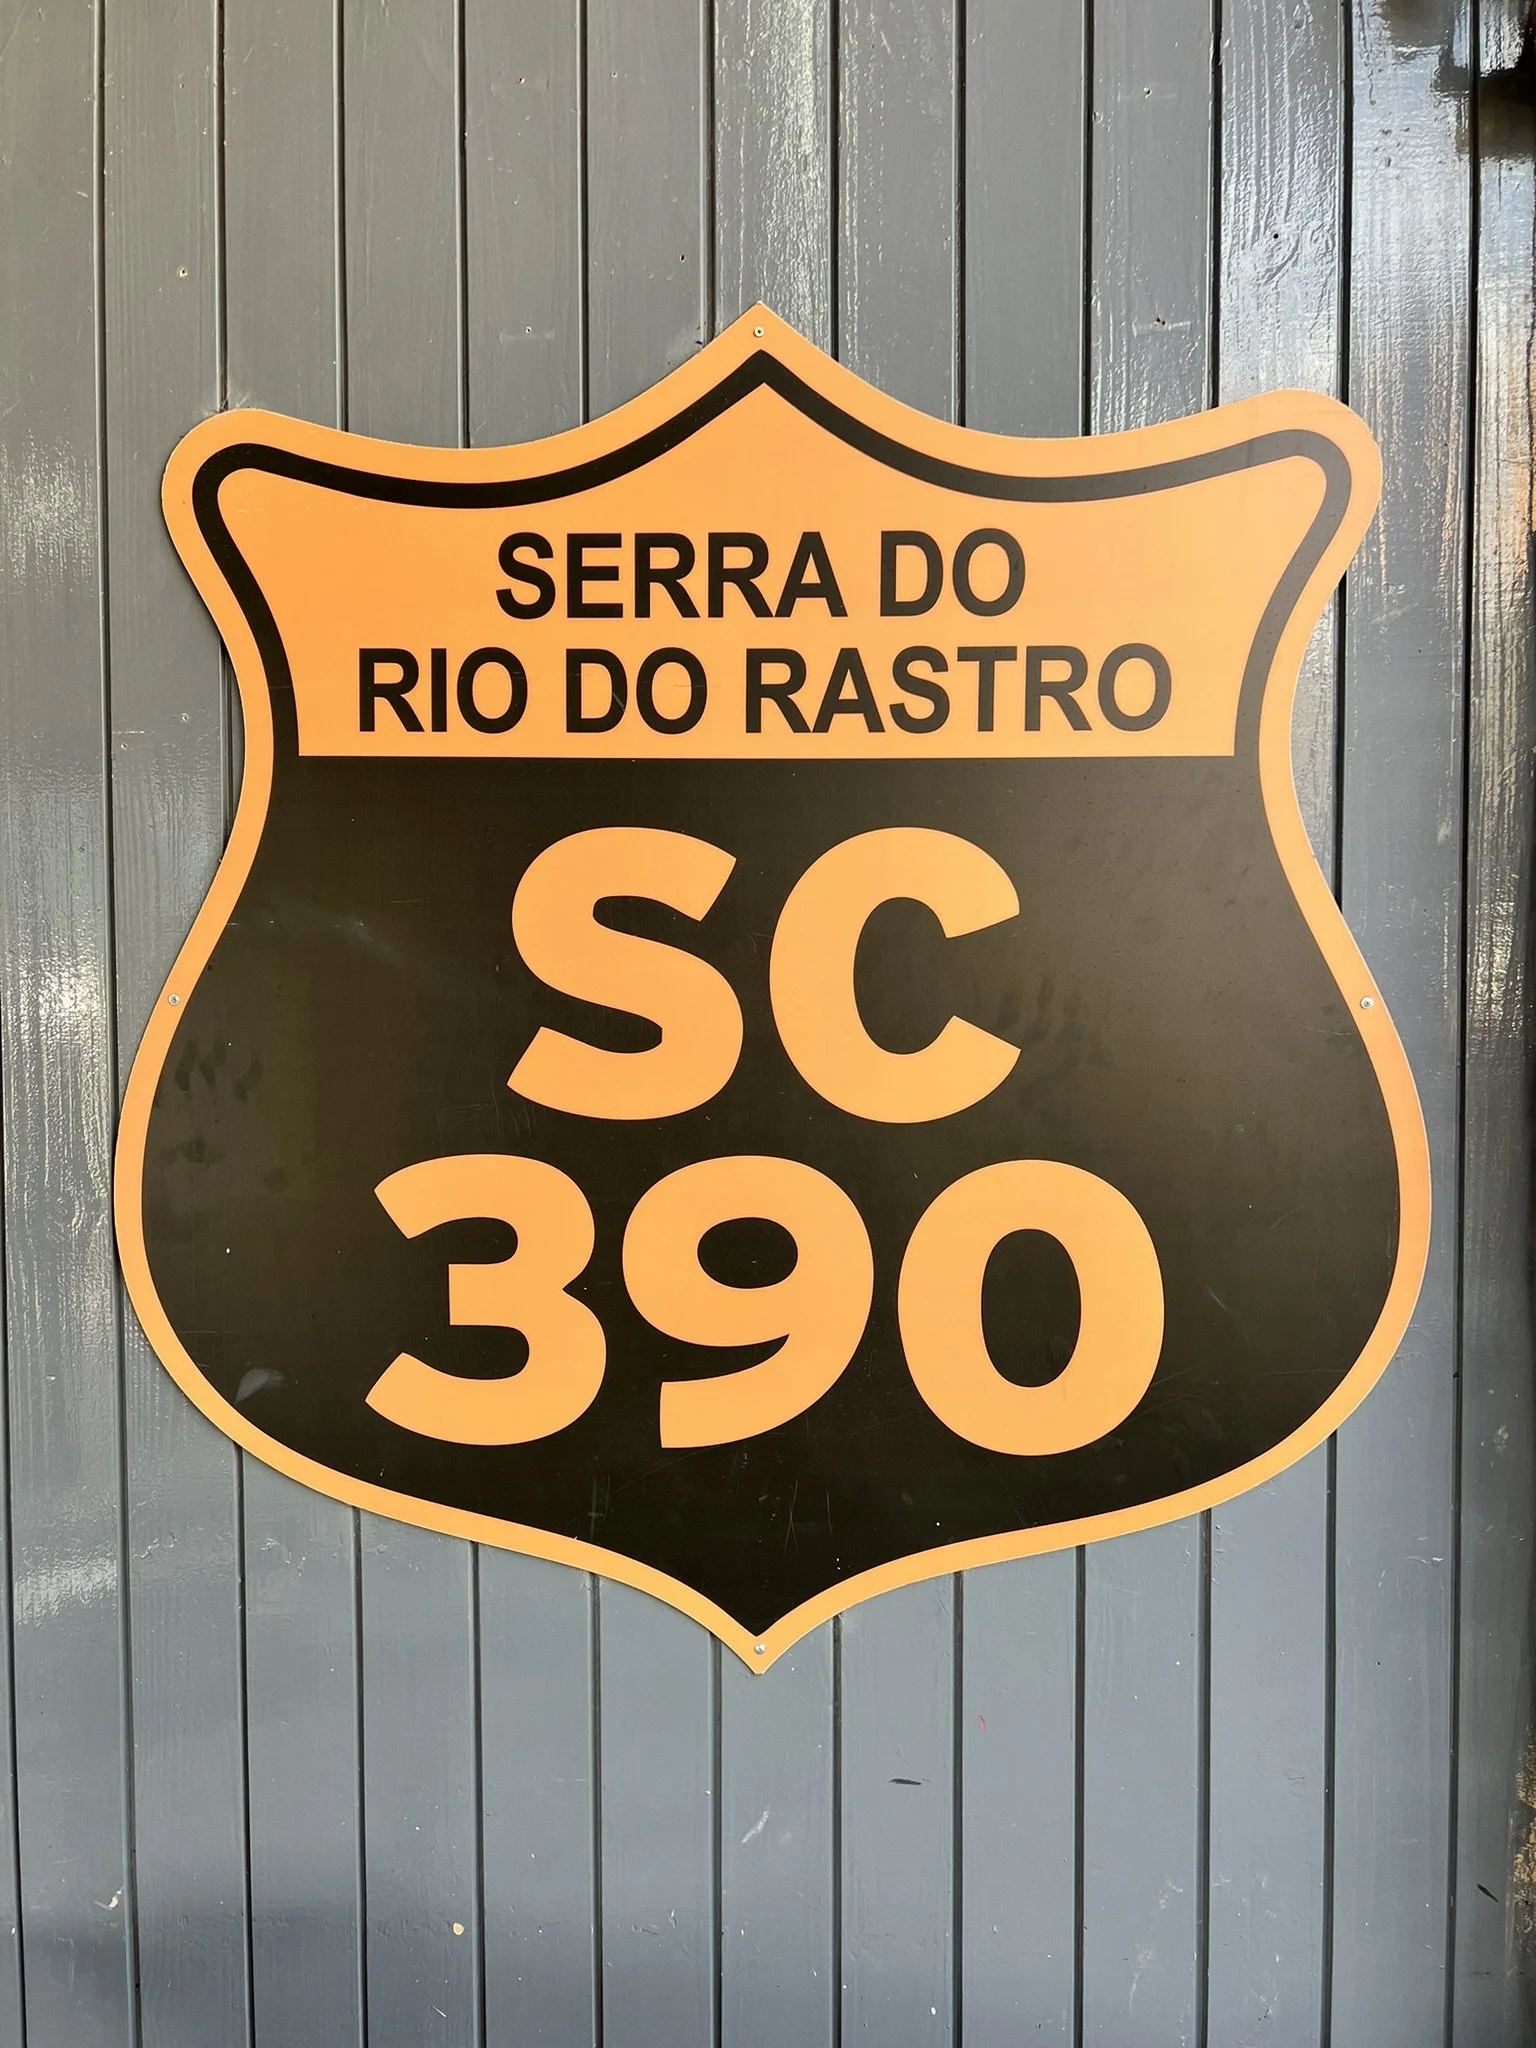 SERRA DO
RIO DO RASTRO
SC
390